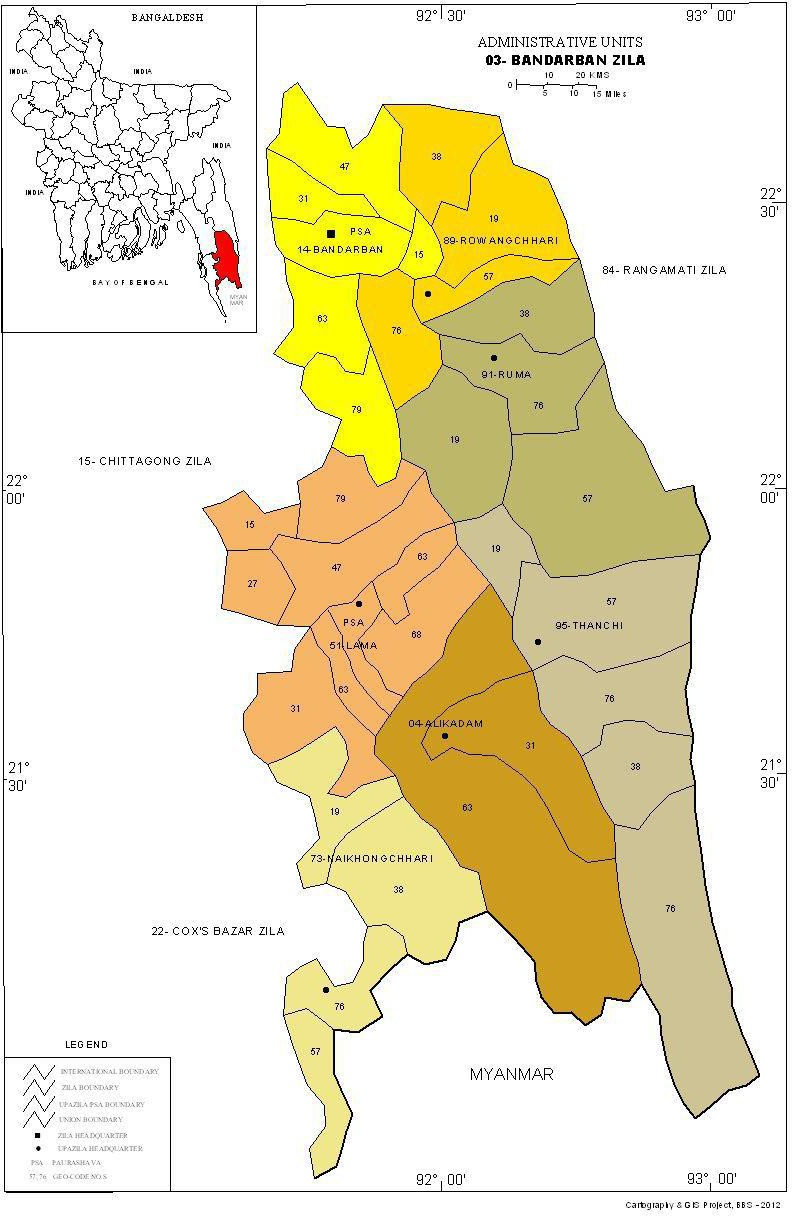 92° 30'
93° 00'
BANGALDESH
INDIA
INDIA
INDIA
INDIA
BAY OF BENGAL
MYAN
MAR
ADMINISTRATIVE UNITS
03- BANDARBAN ZILA
10 20 KMS
0
5 10 15 Miles
22°
30'
22°
00'
22°
00'
21°
30'
21°
30'
84- RANGAMATI ZILA
15- CHITTAGONG ZILA
22- COX'S BAZAR ZILA
MYANMAR
47
38
31
19
PSA
14-BANDARBAN
89-ROWANGCHHARI
15
57
63
76
38
91-RUMA
79
76
19
57
79
15
19
47
63
27
57
PSA
95-THANCHI
51-LAMA
68
63
76
31
04-ALIKADAM
31
38
63
19
73-NAIKHONGCHHARI
38
76
76
57
LEGEND
INTERNATIONAL BOUNDARY
ZILA BOUNDARY
UPAZILA PSA BOUNDARY
UNION BOUNDARY
ZILA HEADQUARTER
UPAZILA HEADQUARTER
PSA PAURASHAVA
57, 76 GEO-CODE NO.S
92° 00'
93° 00'
Cartography & GIS Project, BBS - 2012